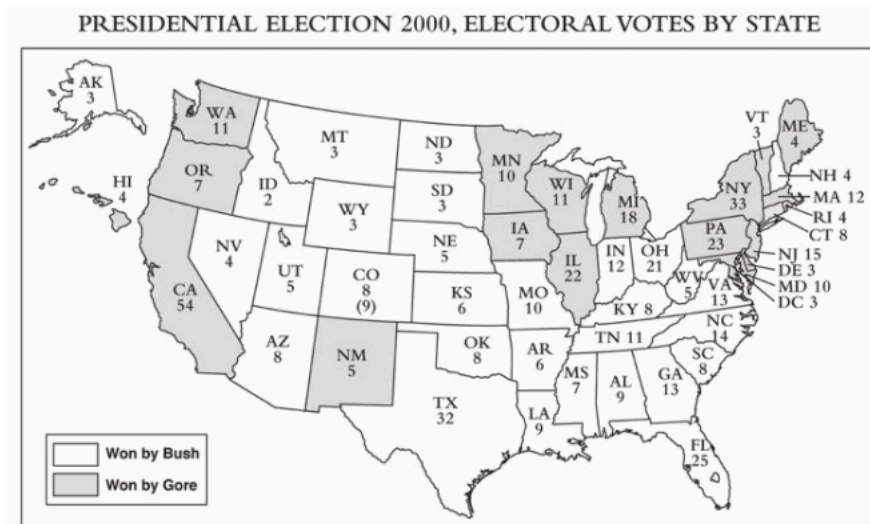 PRESIDENTIAL ELECTION 2000, ELECTORAL VOTES BY STATE
AK
3
WA
11
OR
7
HI
4
CA
54
NV
4
ID
2
MT
3
WY
3
UT
5
AZ
8
CO
8
(9)
NM
5
ND
3
SD
3
NE
5
KS
6
OK
8
TX
32
MN
10
IA
7
MO
10
AR
6
LA
9
WI
11
IL
22
MI
18
IN
12
OH
21
KY 8
TN 11
MS
7
AL
9
GA
13
FL
25
SC
8
NC
14
VA
13
WV
5
PA
23
NY
33
VT
3
ME
4
NH 4
MA 12
RI 4
CT 8
NJ 15
DE 3
MD 10
DC 3
Won by Bush
Won by Gore